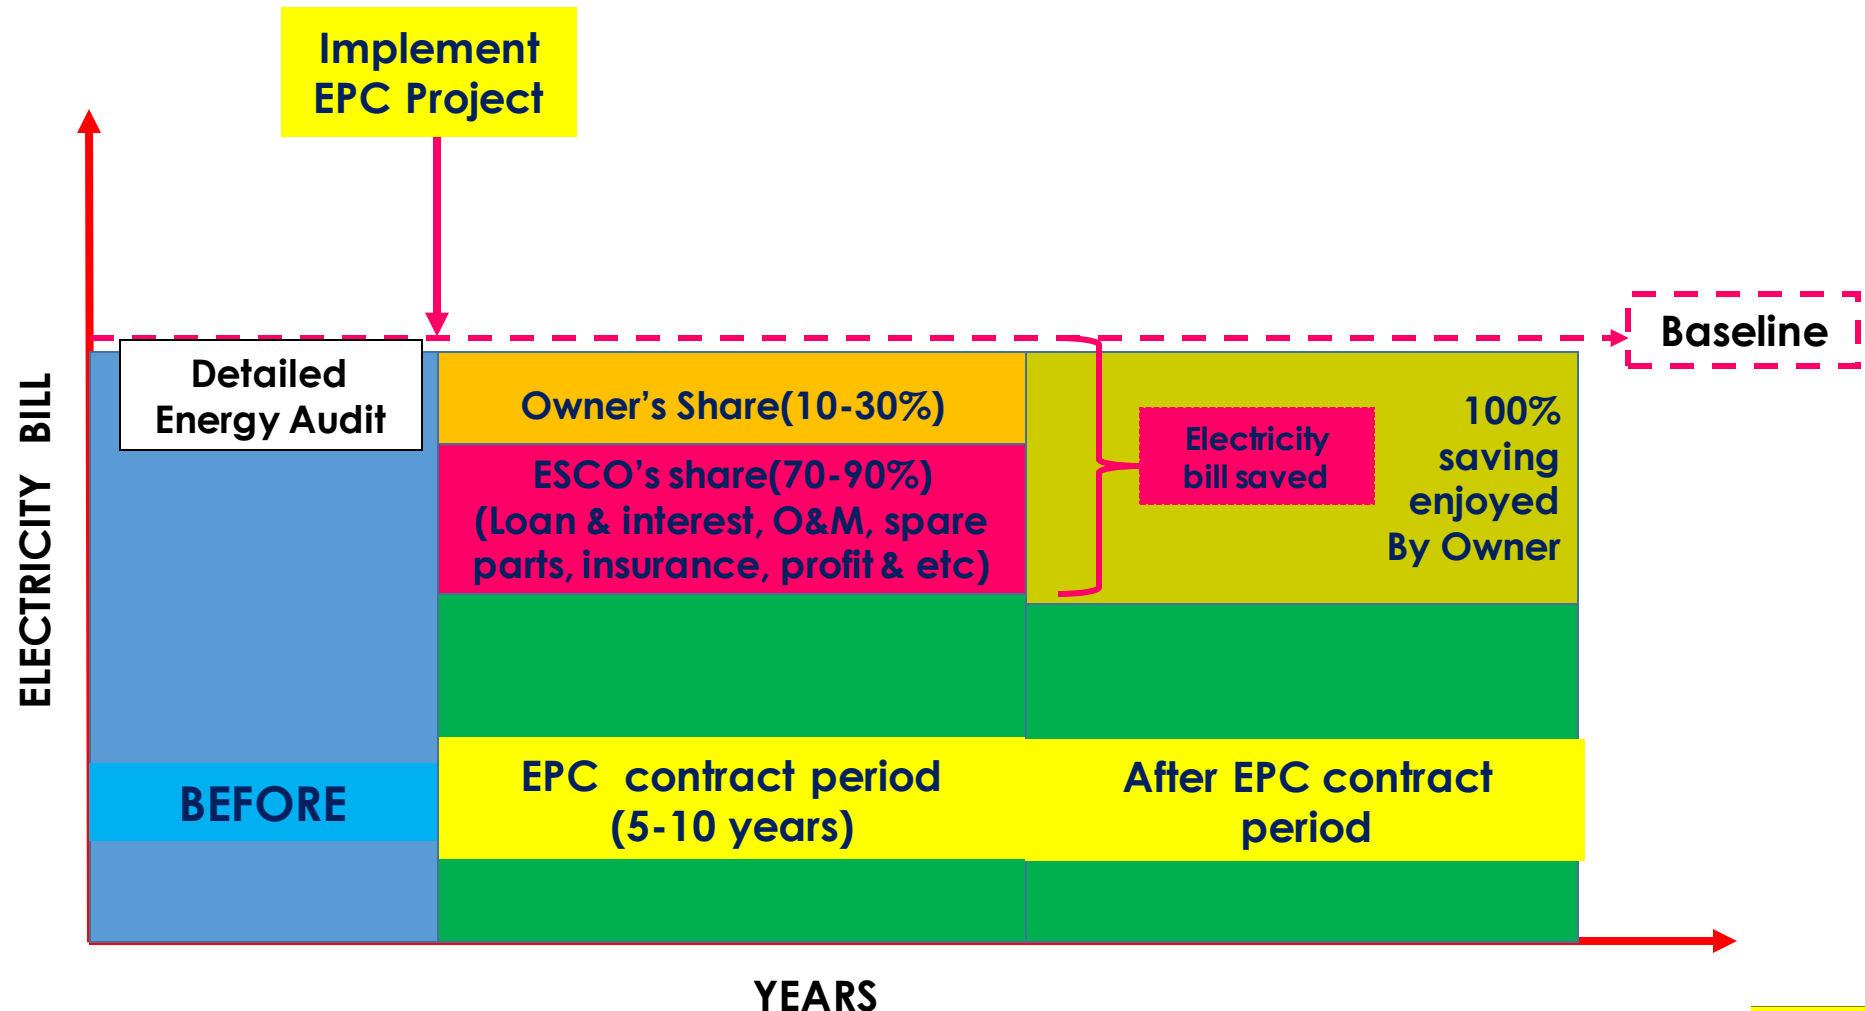 Implement
EPC Project
Baseline
Detailed
Energy Audit
Owner's Share(10-30%)
ESCO's share(70-90%)
(Loan & interest, O&M, spare
parts, insurance, profit & etc)
Electricity
bill saved
100%
saving
enjoyed
By Owner
ELECTRICITY BILL
BEFORE
EPC contract period
(5-10 years)
After EPC contract
period
YEARS